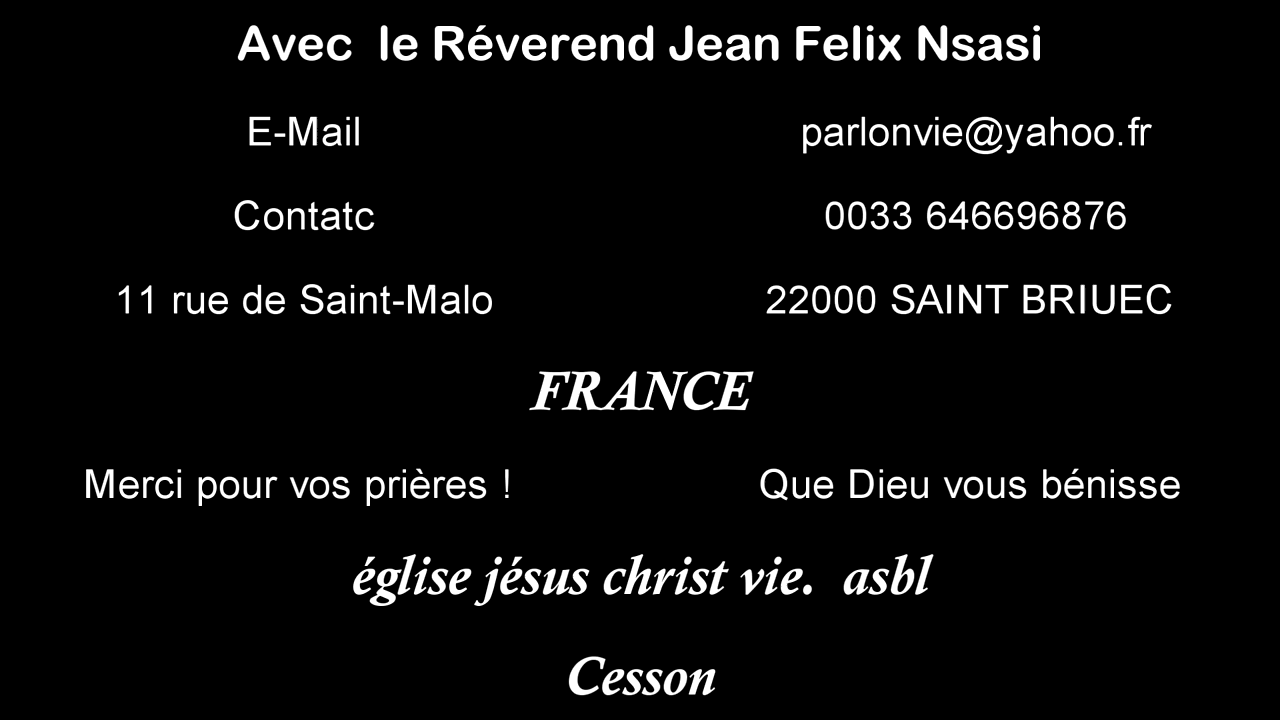 Avec le Réverend Jean Felix Nsasi
E-Mail parlonvie@yahoo.fr
Contatc 0033 646696876
11 rue de Saint-Malo 22000 SAINT BRIUEC
FRANCE
Merci pour vos prières ! Que Dieu vous bénisse
église jésus christ vie. asbl
Cesson